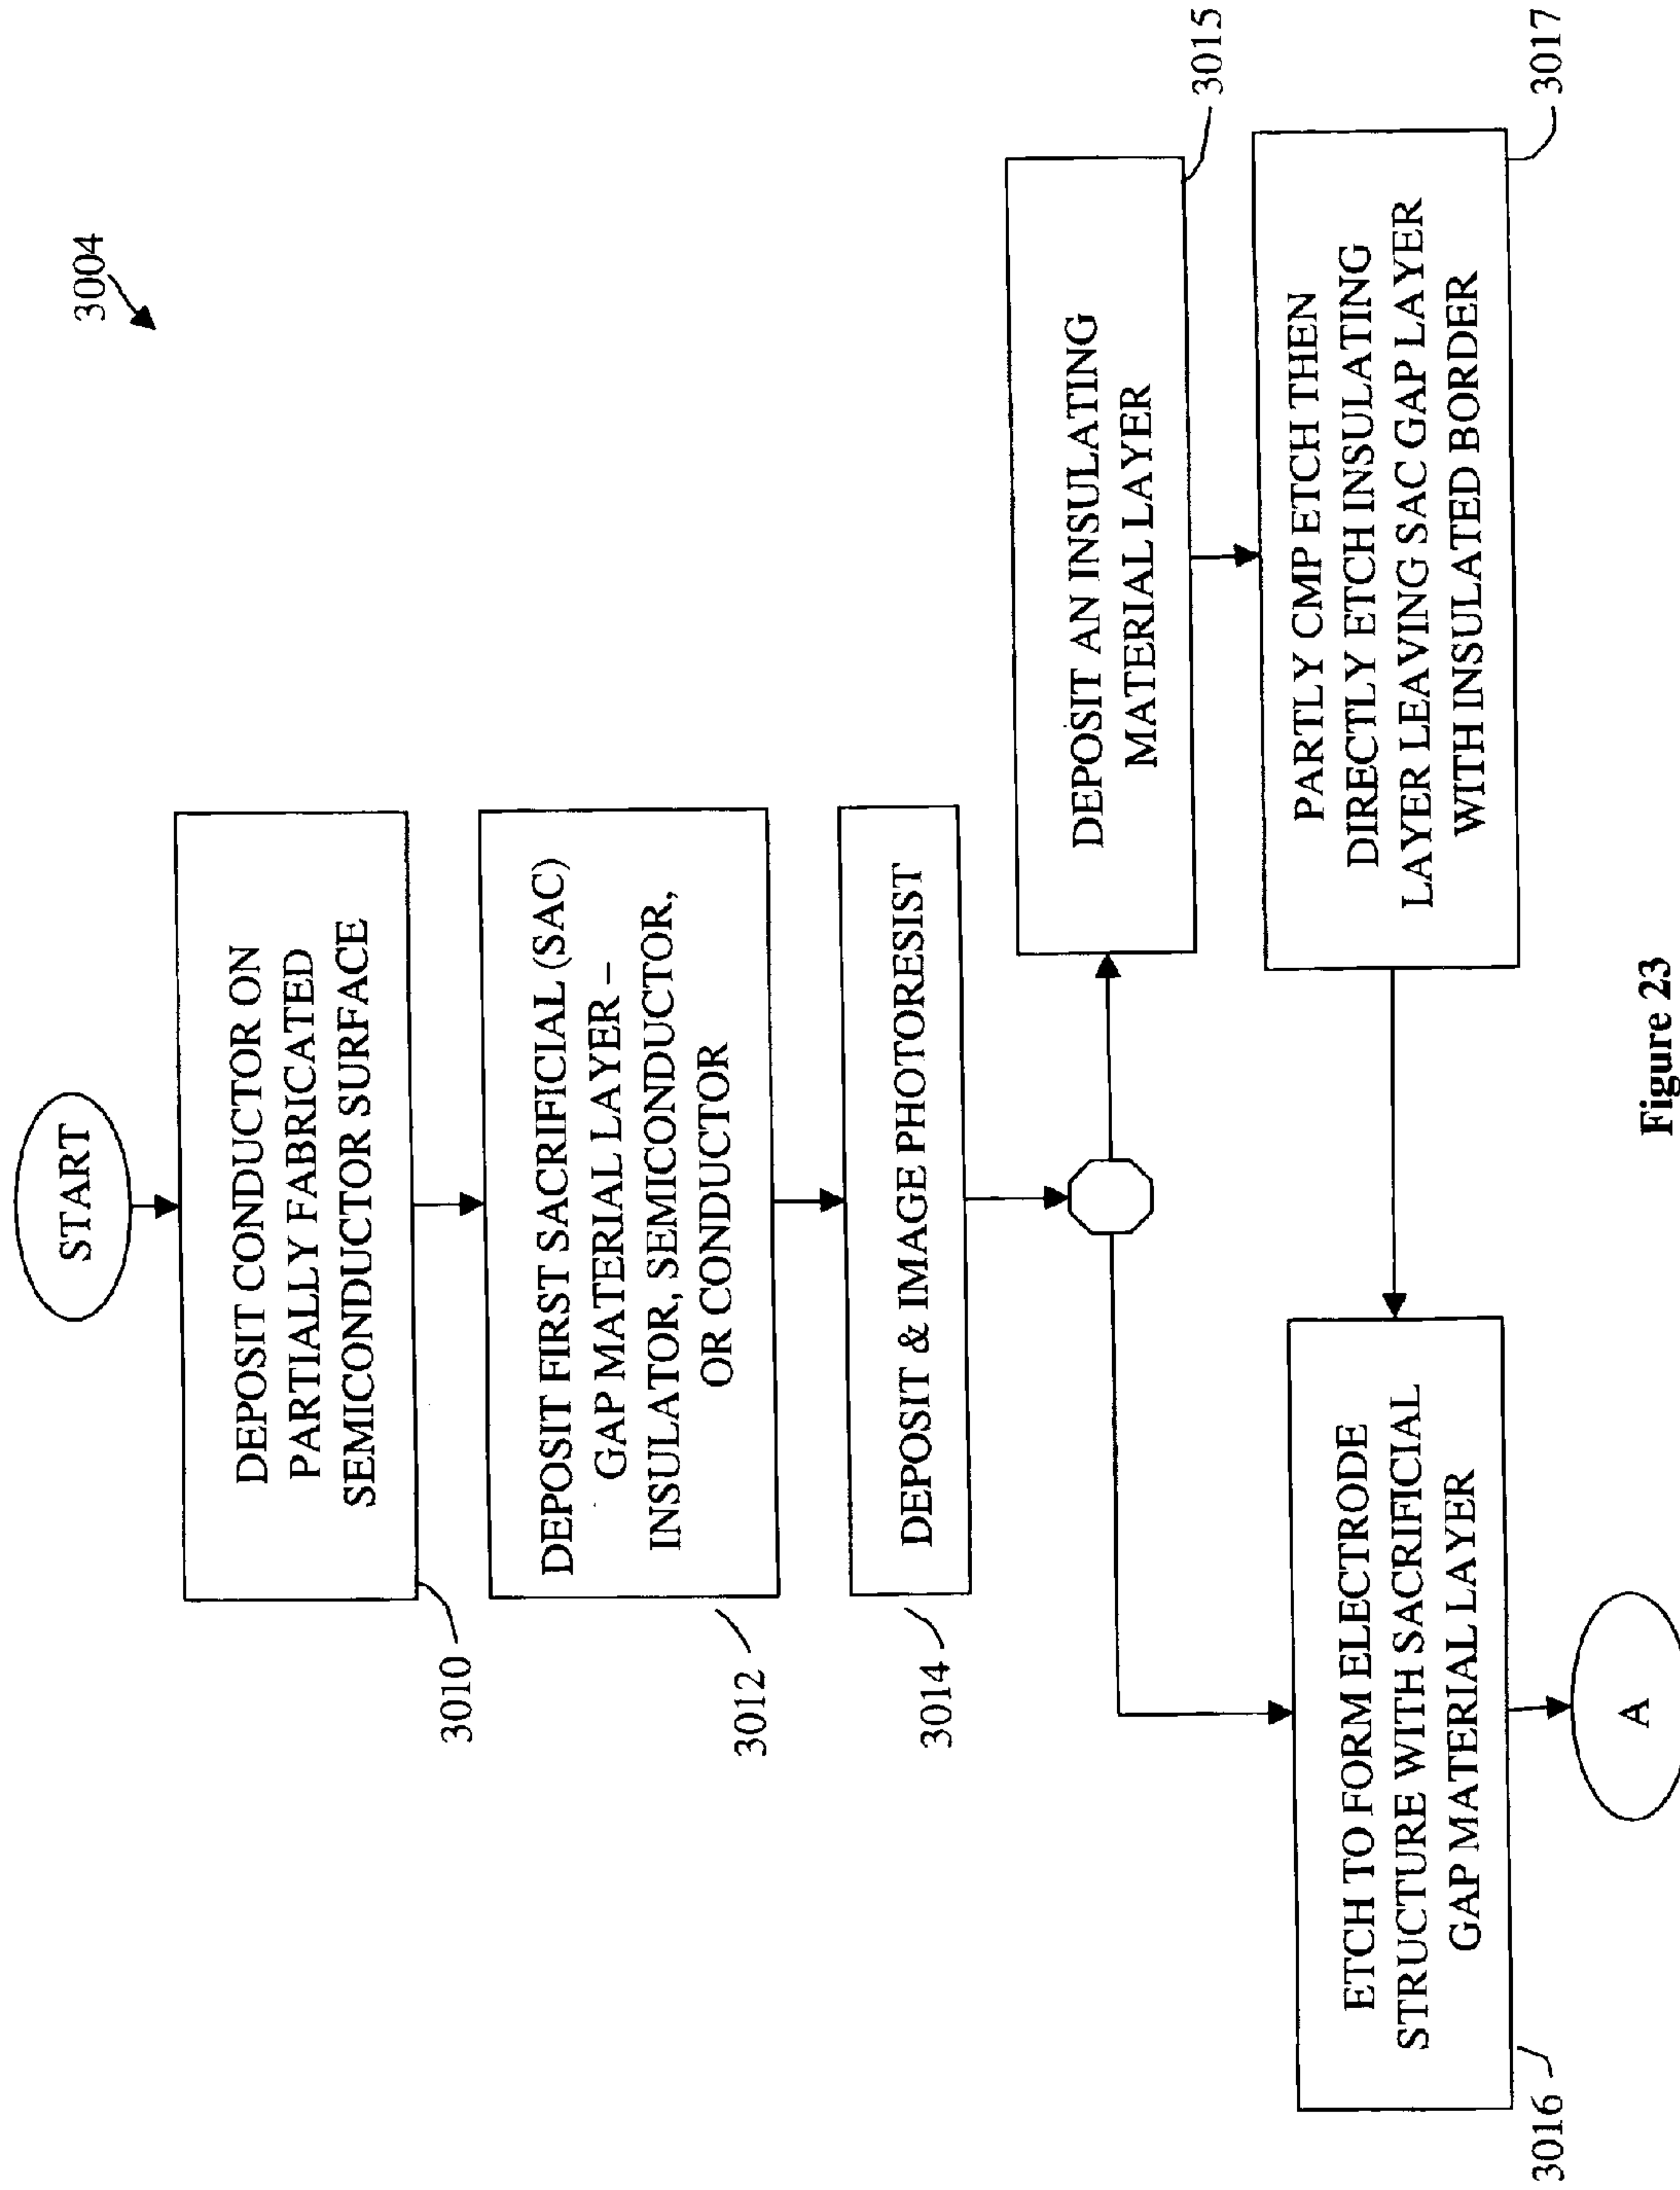 3004
START
DEPOSIT CONDUCTOR ON
PARTIALLY FABRICATED
SEMICONDUCTOR SURFACE
3010
DEPOSIT FIRST SACRIFICIAL (SAC)
GAP MATERIAL LAYER –
INSULATOR, SEMICONDUCTOR,
OR CONDUCTOR
3012
DEPOSIT & IMAGE PHOTORESIST
3014
DEPOSIT AN INSULATING
MATERIAL LAYER
3015
PARTLY CMP ETCH THEN
DIRECTLY ETCH INSULATING
LAYER LEAVING SAC GAP LAYER
WITH INSULATED BORDER
3017
ETCH TO FORM ELECTRODE
STRUCTURE WITH SACRIFICIAL
GAP MATERIAL LAYER
3016
A
Figure 23